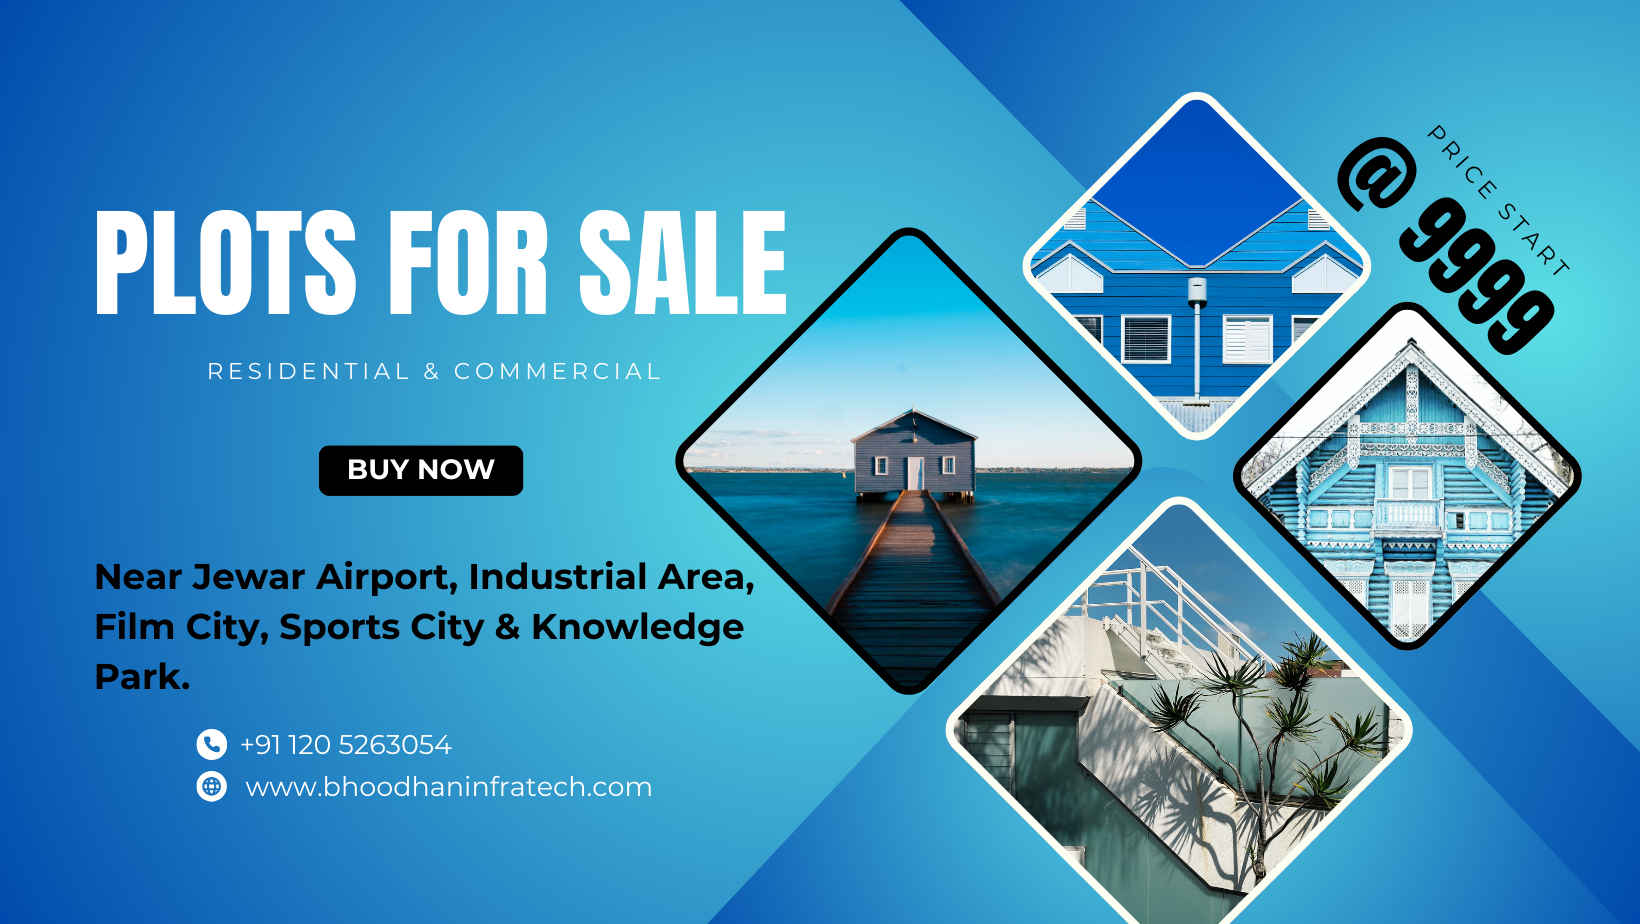 PLOTS FOR SALE
RESIDENTIAL & COMMERCIAL
BUY NOW
Near Jewar Airport, Industrial Area,
Film City, Sports City & Knowledge
Park.
+91 120 5263054
www.bhoodhaninfratech.com
PRICE START
@ 9999